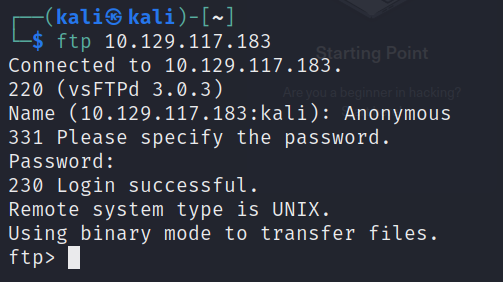 ┌──(kali㉿kali)-[~]
└─$ ftp 10.129.117.183
Connected to 10.129.117.183.
220 (vsFTPd 3.0.3)
Name (10.129.117.183:kali): Anonymous
331 Please specify the password.
Password:
230 Login successful.
Remote system type is UNIX.
Using binary mode to transfer files.
ftp>
Starting Point
Are you a beginner in hacking?